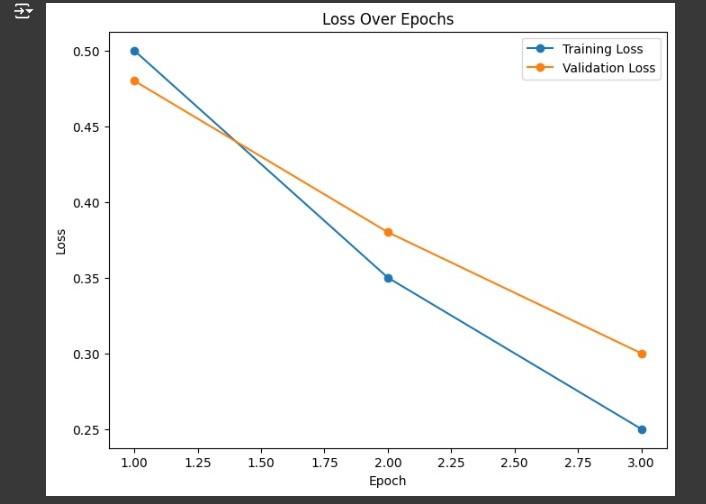 Loss Over Epochs
Training Loss
Validation Loss
0.50
0.45
0.40
0.35
0.30
0.25
Loss
1.00 1.25 1.50 1.75 2.00 2.25 2.50 2.75 3.00
Epoch